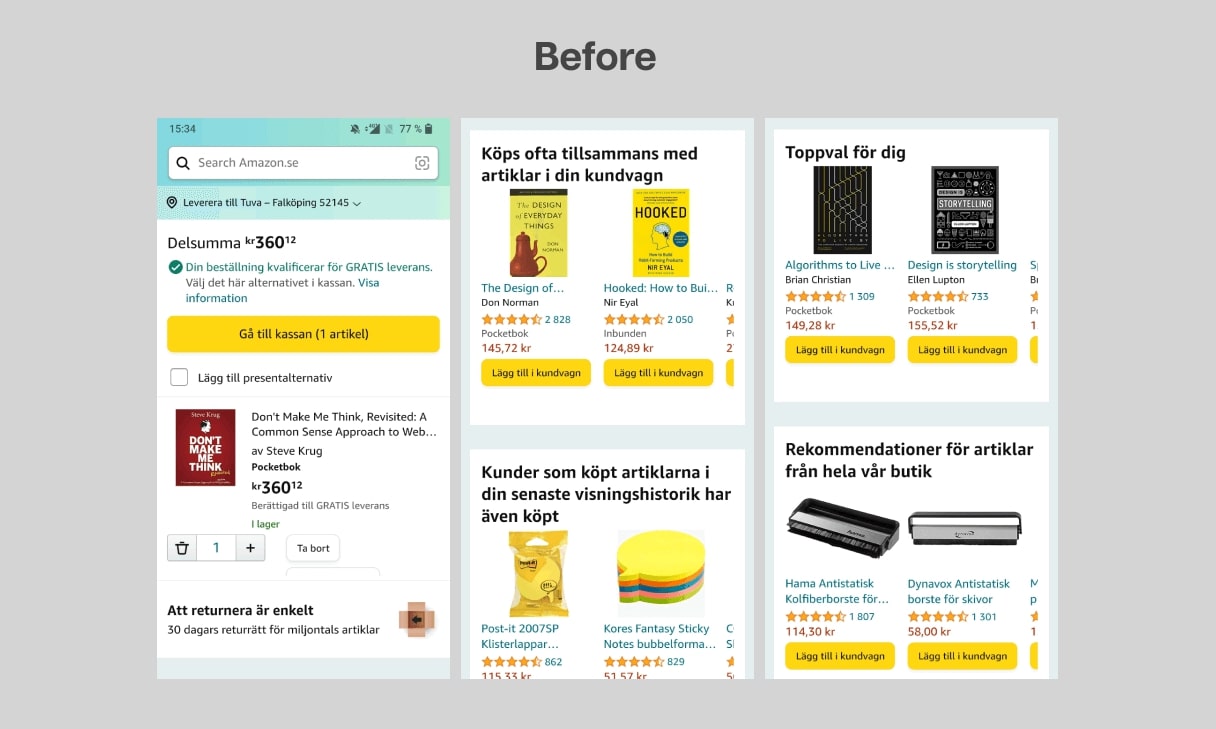 Before
15:34
4G
77 %
Search Amazon.se
Leverera till Tuva – Falköping 52145
Delsumma kr360¹²
Din beställning kvalificerar för GRATIS leverans.
Välj det här alternativet i kassan. Visa
information
Gå till kassan (1 artikel)
Lägg till presentalternativ
Steve Krug
DON'T
MAKE
ME
THINK
Don't Make Me Think, Revisited: A
Common Sense Approach to Web…
av Steve Krug
Pocketbok
kr360¹²
Berättigad till GRATIS leverans
I lager
1 +
Ta bort
Att returnera är enkelt
30 dagars returrätt för miljontals artiklar
Köps ofta tillsammans med
artiklar i din kundvagn
The DESIGN
of EVERYDAY
THINGS
DON
NORMAN
The Design of…
Don Norman
2 828
Pocketbok
145,72 kr
Lägg till i kundvagn
HOOKED
How to Build
Habit-Forming Products
NIR EYAL
Hooked: How to Bui…
Nir Eyal
2 050
Inbunden
124,89 kr
Lägg till i kundvagn
Kunder som köpt artiklarna i
din senaste visningshistorik har
även köpt
Post-it
Post-it 2007SP
Klisterlappar…
862
115,33 kr
Kores Fantasy Sticky
Notes bubbelforma…
829
51,57 kr
Toppval för dig
ALGORITHMS
TO LIVE BY
Algorithms to Live …
Brian Christian
1 309
Pocketbok
149,28 kr
Lägg till i kundvagn
DESIGN IS
STORYTELLING
Design is storytelling
Ellen Lupton
733
Pocketbok
155,52 kr
Lägg till i kundvagn
Rekommendationer för artiklar
från hela vår butik
hama
Hama Antistatisk
Kolfiberborste för…
1 807
114,30 kr
Lägg till i kundvagn
Dynavox Antistatisk
borste för skivor
1 301
58,00 kr
Lägg till i kundvagn